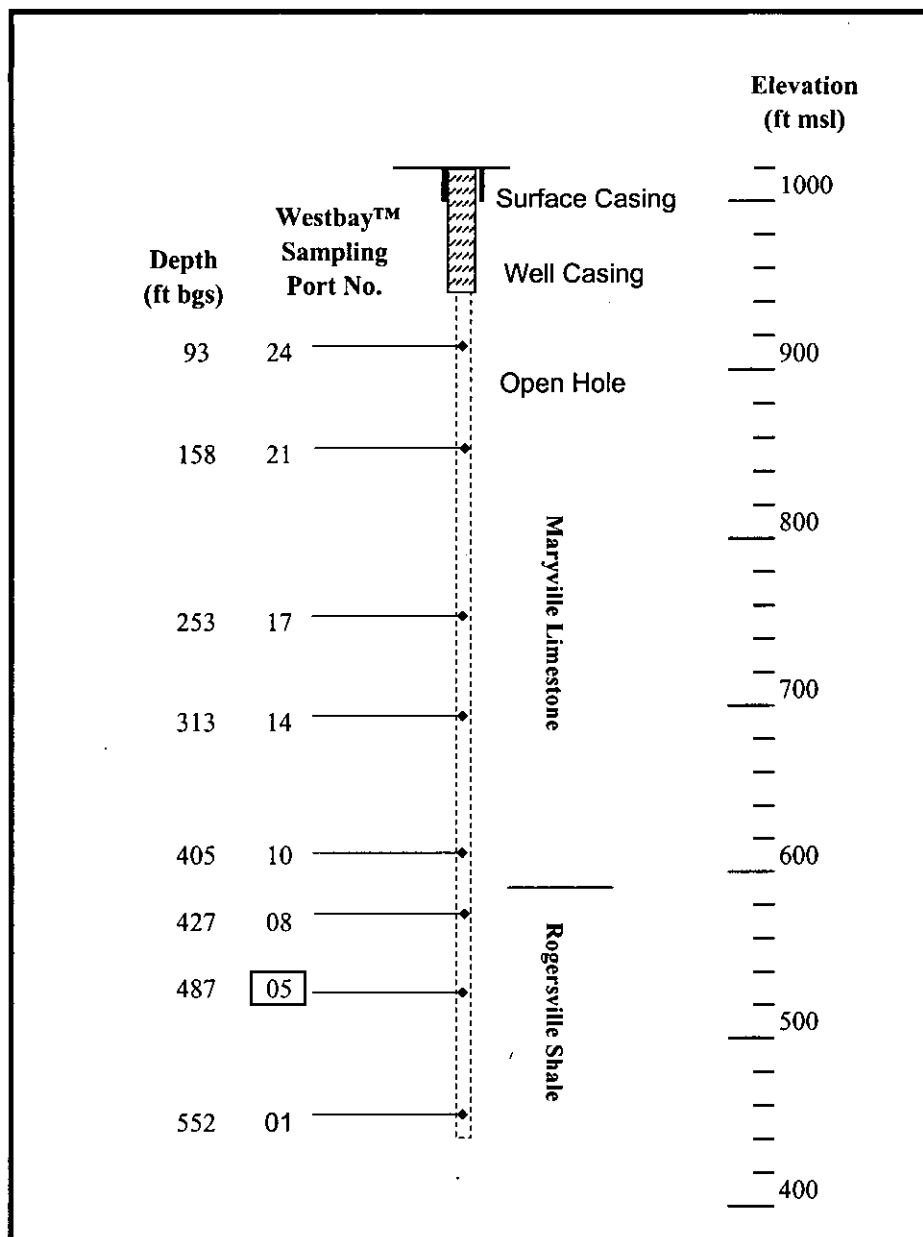 Elevation
(ft msl)
1000
Surface Casing
Westbay™
Sampling
Port No.
Depth
(ft bgs)
Well Casing
93 24
900
Open Hole
158 21
800
Maryville Limestone
253 17
700
313 14
405 10
600
427 08
Rogersville Shale
487 05
500
552 01
400